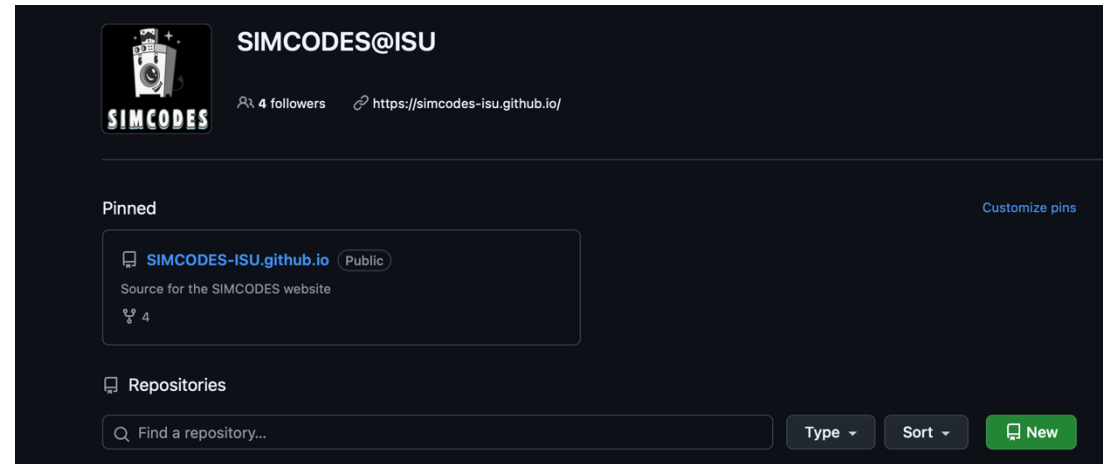 SIMCODES@ISU
SIMCODES
4 followers https://simcodes-isu.github.io/
Pinned
Customize pins
SIMCODES-ISU.github.io Public
Source for the SIMCODES website
4
Repositories
Find a repository...
Type
Sort
New